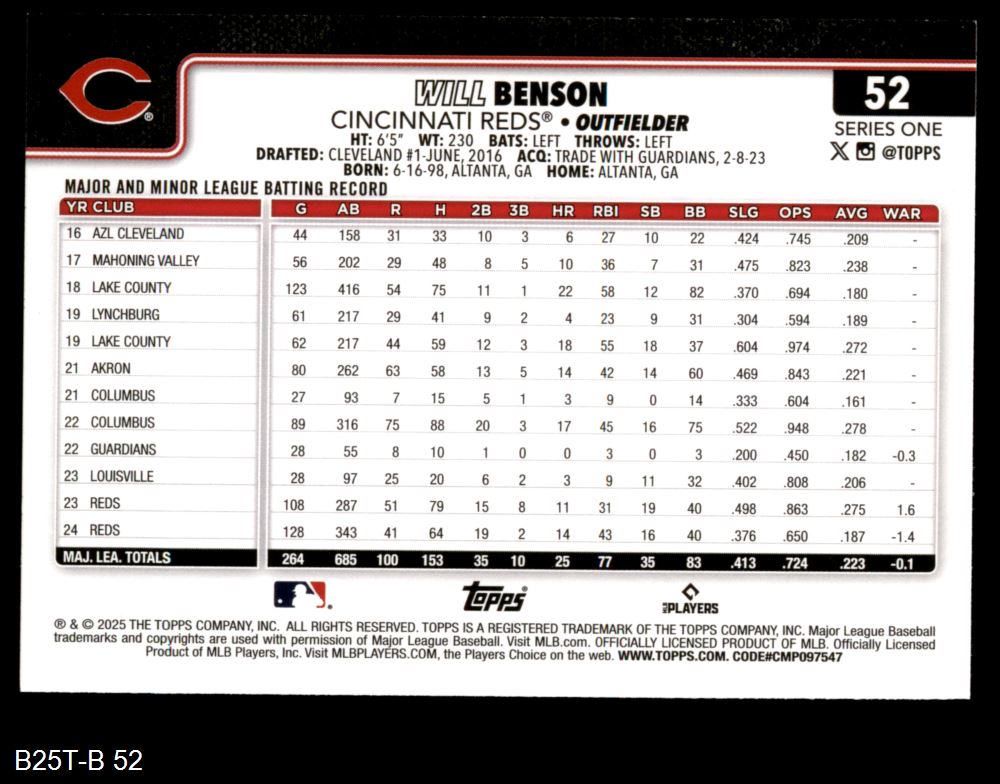 WILL BENSON
52
CINCINNATI REDS® • OUTFIELDER
SERIES ONE
HT: 6'5" WT: 230 BATS: LEFT THROWS: LEFT
@TOPPS
DRAFTED: CLEVELAND #1-JUNE, 2016 ACQ: TRADE WITH GUARDIANS, 2-8-23
BORN: 6-16-98, ALTANTA, GA HOME: ALTANTA, GA
MAJOR AND MINOR LEAGUE BATTING RECORD
YR CLUB G AB R H 2B 3B HR RBI SB BB SLG OPS AVG WAR
16 AZL CLEVELAND 44 158 31 33 10 3 6 27 10 22 .424 .745 .209 -
17 MAHONING VALLEY 56 202 29 48 8 5 10 36 7 31 .475 .823 .238 -
18 LAKE COUNTY 123 416 54 75 11 1 22 58 12 82 .370 .694 .180 -
19 LYNCHBURG 61 217 29 41 9 2 4 23 9 31 .304 .594 .189 -
19 LAKE COUNTY 62 217 44 59 12 3 18 55 18 37 .604 .974 .272 -
21 AKRON 80 262 63 58 13 5 14 42 14 60 .469 .843 .221 -
21 COLUMBUS 27 93 7 15 5 1 3 9 0 14 .333 .604 .161 -
22 COLUMBUS 89 316 75 88 20 3 17 45 16 75 .522 .948 .278 -
22 GUARDIANS 28 55 8 10 1 0 0 3 0 3 .200 .450 .182 -0.3
23 LOUISVILLE 28 97 25 20 6 2 3 9 11 32 .402 .808 .206 -
23 REDS 108 287 51 79 15 8 11 31 19 40 .498 .863 .275 1.6
24 REDS 128 343 41 64 19 2 14 43 16 40 .376 .650 .187 -1.4
MAJ. LEA. TOTALS 264 685 100 153 35 10 25 77 35 83 .413 .724 .223 -0.1
Topps®
MLB PLAYERS
® & © 2025 THE TOPPS COMPANY, INC. ALL RIGHTS RESERVED. TOPPS IS A REGISTERED TRADEMARK OF THE TOPPS COMPANY, INC. Major League Baseball
trademarks and copyrights are used with permission of Major League Baseball. Visit MLB.com. OFFICIALLY LICENSED PRODUCT OF MLB. Officially Licensed
Product of MLB Players, Inc. Visit MLBPLAYERS.COM, the Players Choice on the web. WWW.TOPPS.COM. CODE#CMP097547
B25T-B 52